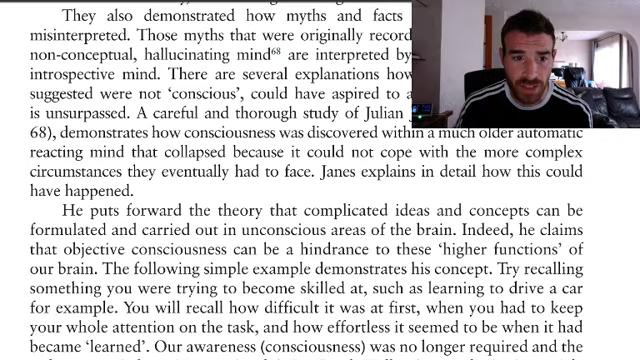 They also demonstrated how myths and facts
misinterpreted. Those myths that were originally record
non-conceptual, hallucinating mind⁶⁸ are interpreted by
introspective mind. There are several explanations how
suggested were not ‘conscious’, could have aspired to a
is unsurpassed. A careful and thorough study of Julian
68), demonstrates how consciousness was discovered within a much older automatic
reacting mind that collapsed because it could not cope with the more complex
circumstances they eventually had to face. Janes explains in detail how this could
have happened.
He puts forward the theory that complicated ideas and concepts can be
formulated and carried out in unconscious areas of the brain. Indeed, he claims
that objective consciousness can be a hindrance to these ‘higher functions’ of
our brain. The following simple example demonstrates his concept. Try recalling
something you were trying to become skilled at, such as learning to drive a car
for example. You will recall how difficult it was at first, when you had to keep
your whole attention on the task, and how effortless it seemed to be when it had
became ‘learned’. Our awareness (consciousness) was no longer required and the